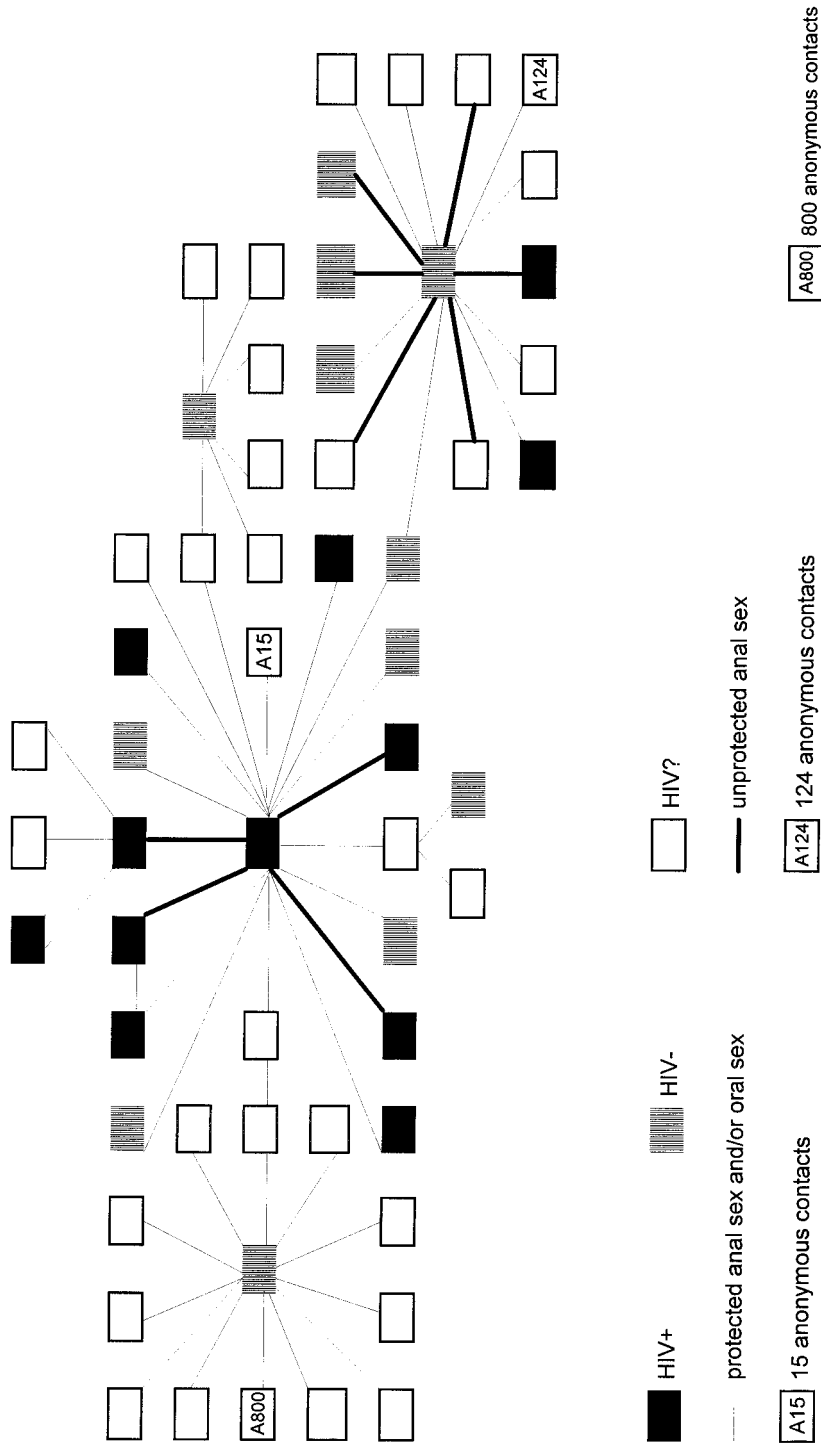 A124
A15
A800
HIV+
HIV-
HIV?
protected anal sex and/or oral sex
unprotected anal sex
A15 15 anonymous contacts
A124 124 anonymous contacts
A800 800 anonymous contacts